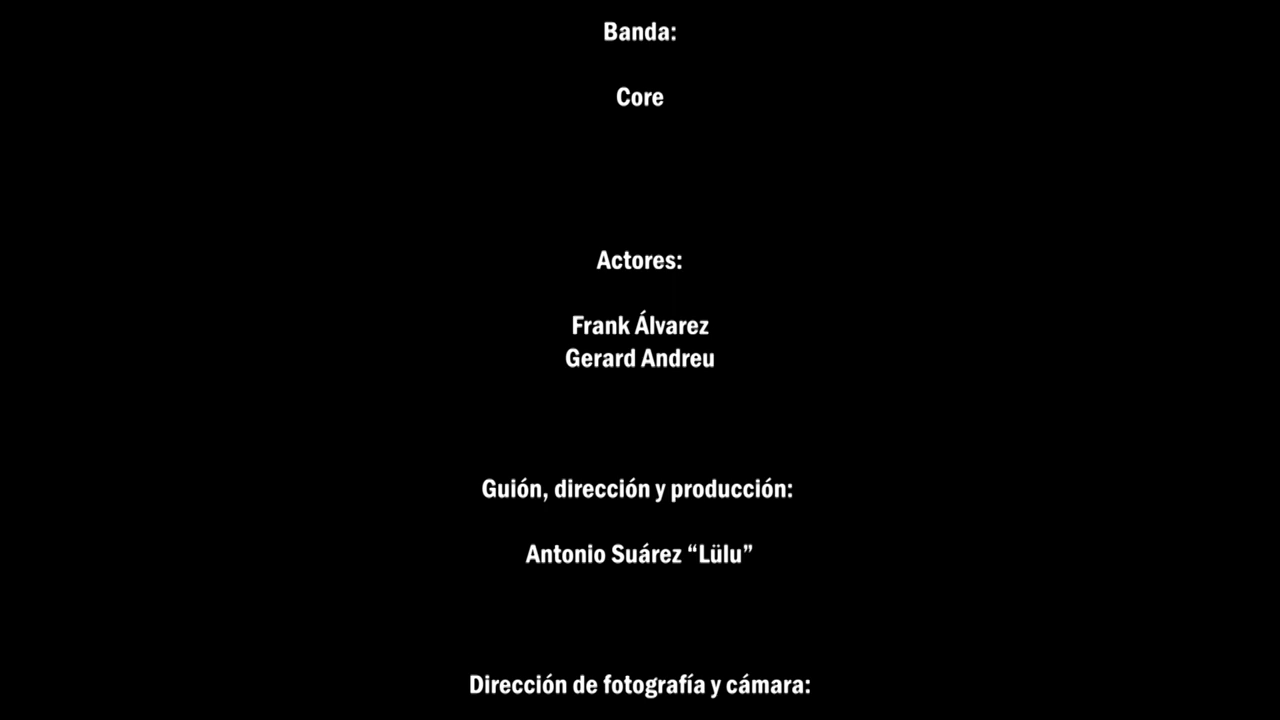 Banda:
Core
Actores:
Frank Álvarez
Gerard Andreu
Guión, dirección y producción:
Antonio Suárez “Lülu”
Dirección de fotografía y cámara: